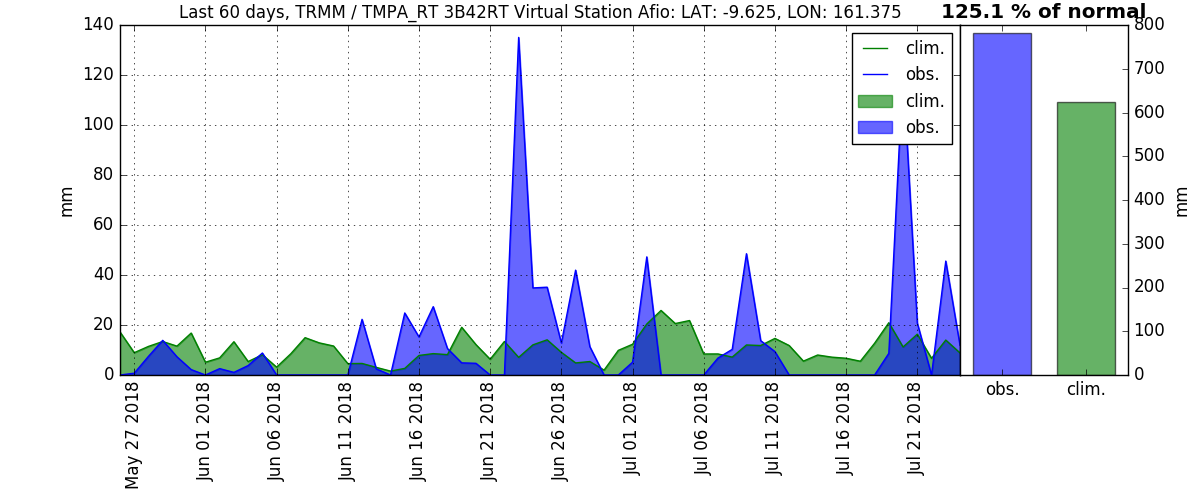 Last 60 days, TRMM / TMPA_RT 3B42RT Virtual Station Afio: LAT: -9.625, LON: 161.375
125.1 % of normal
140
120
100
80
60
40
20
0
mm
clim.
obs.
clim.
obs.
May 27 2018
Jun 01 2018
Jun 06 2018
Jun 11 2018
Jun 16 2018
Jun 21 2018
Jun 26 2018
Jul 01 2018
Jul 06 2018
Jul 11 2018
Jul 16 2018
Jul 21 2018
800
700
600
500
400
300
200
100
0
mm
obs.
clim.